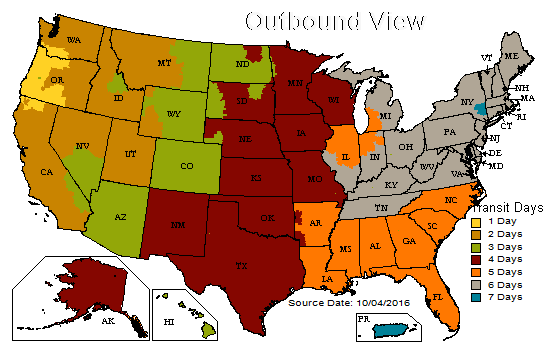 Outbound View
WA
MT
ND
MN
VT
ME
OR
ID
SD
WI
MI
NY
NH
MA
RI
CT
WY
NE
IA
PA
NJ
NV
UT
CO
IL
IN
OH
DE
MD
CA
KS
MO
WV
VA
KY
AZ
NM
OK
AR
TN
NC
SC
TX
MS
AL
GA
LA
FL
AK
HI
PR
Transit Days
1 Day
2 Days
3 Days
4 Days
5 Days
6 Days
7 Days
Source Date: 10/04/2016